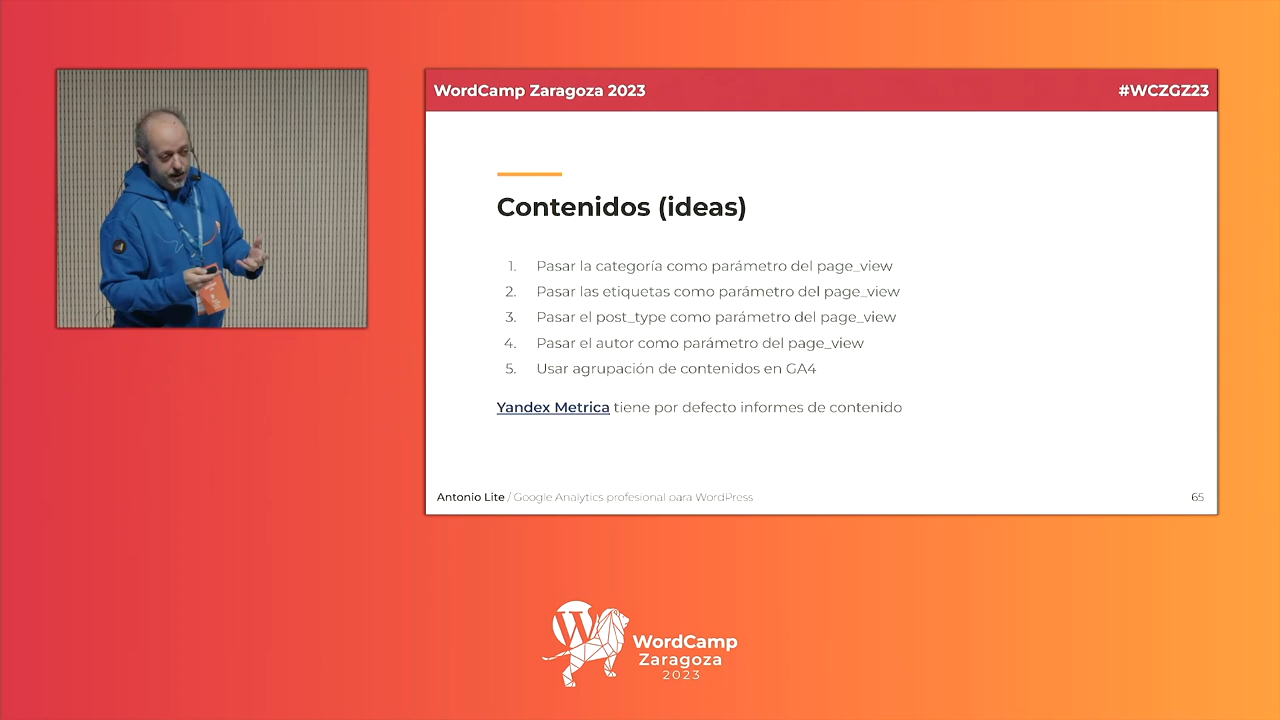 WordCamp Zaragoza 2023
#WCZGZ23
Contenidos (ideas)
1. Pasar la categoría como parámetro del page_view
2. Pasar las etiquetas como parámetro del page_view
3. Pasar el post_type como parámetro del page_view
4. Pasar el autor como parámetro del page_view
5. Usar agrupación de contenidos en GA4
Yandex Metrica tiene por defecto informes de contenido
Antonio Lite / Google Analytics profesional para WordPress
65
WordCamp
Zaragoza
2023